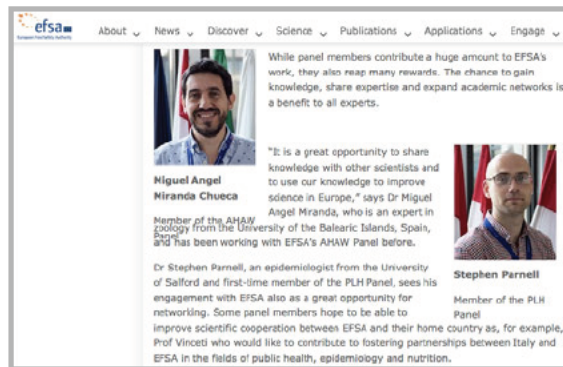 efsa
European Food Safety Authority
About News Discover Science Publications Applications Engage
While panel members contribute a huge amount to EFSA's
work, they also reap many rewards. The chance to gain
knowledge, share expertise and expand academic networks is
a benefit to all experts.
Miguel Angel
Miranda Chueca
Member of the AHAW
Panel
"It is a great opportunity to share
knowledge with other scientists and
to use our knowledge to improve
science in Europe," says Dr Miguel
Angel Miranda, who is an expert in
zoology from the University of the Balearic Islands, Spain,
and has been working with EFSA's AHAW Panel before.
Stephen Parnell
Member of the PLH
Panel
Dr Stephen Parnell, an epidemiologist from the University
of Salford and first-time member of the PLH Panel, sees his
engagement with EFSA also as a great opportunity for
networking. Some panel members hope to be able to
improve scientific cooperation between EFSA and their home country as, for example,
Prof Vinceti who would like to contribute to fostering partnerships between Italy and
EFSA in the fields of public health, epidemiology and nutrition.